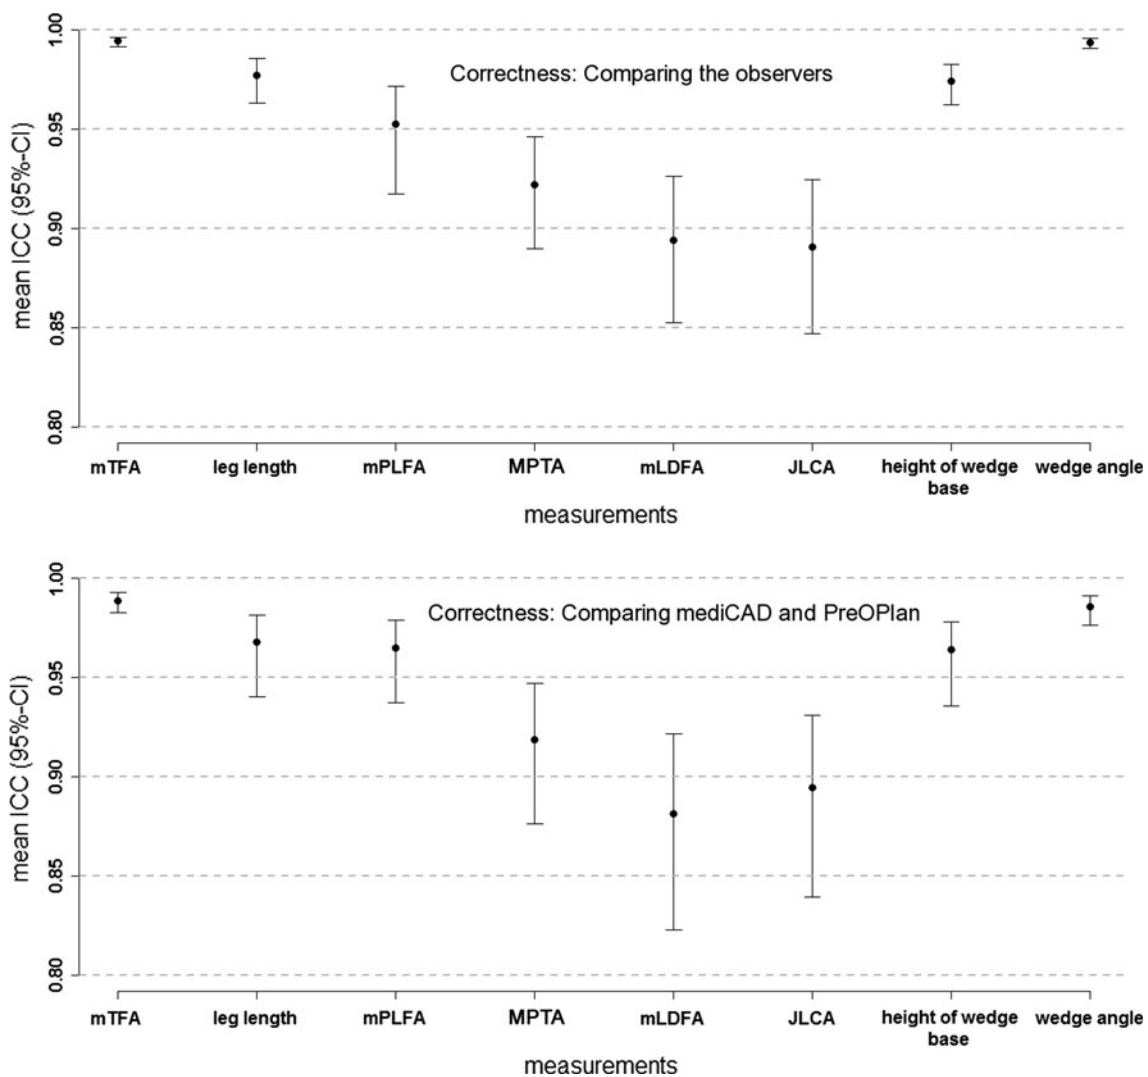 Correctness: Comparing the observers
mean ICC (95%-CI)
1.00
0.95
0.90
0.85
0.80
mTFA leg length mPLFA MPTA mLDFA JLCA height of wedge base wedge angle
measurements
Correctness: Comparing mediCAD and PreOPlan
mean ICC (95%-CI)
1.00
0.95
0.90
0.85
0.80
mTFA leg length mPLFA MPTA mLDFA JLCA height of wedge base wedge angle
measurements